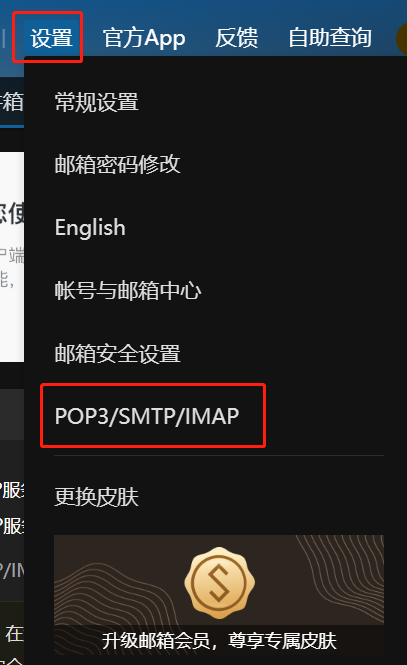 设置 官方App 反馈 自助查询
箱
常规设置
邮箱密码修改
您使
English
户端
能，
帐号与邮箱中心
邮箱安全设置
POP3/SMTP/IMAP
P服
更换皮肤
P服
P/IM
在
升级邮箱会员，尊享专属皮肤